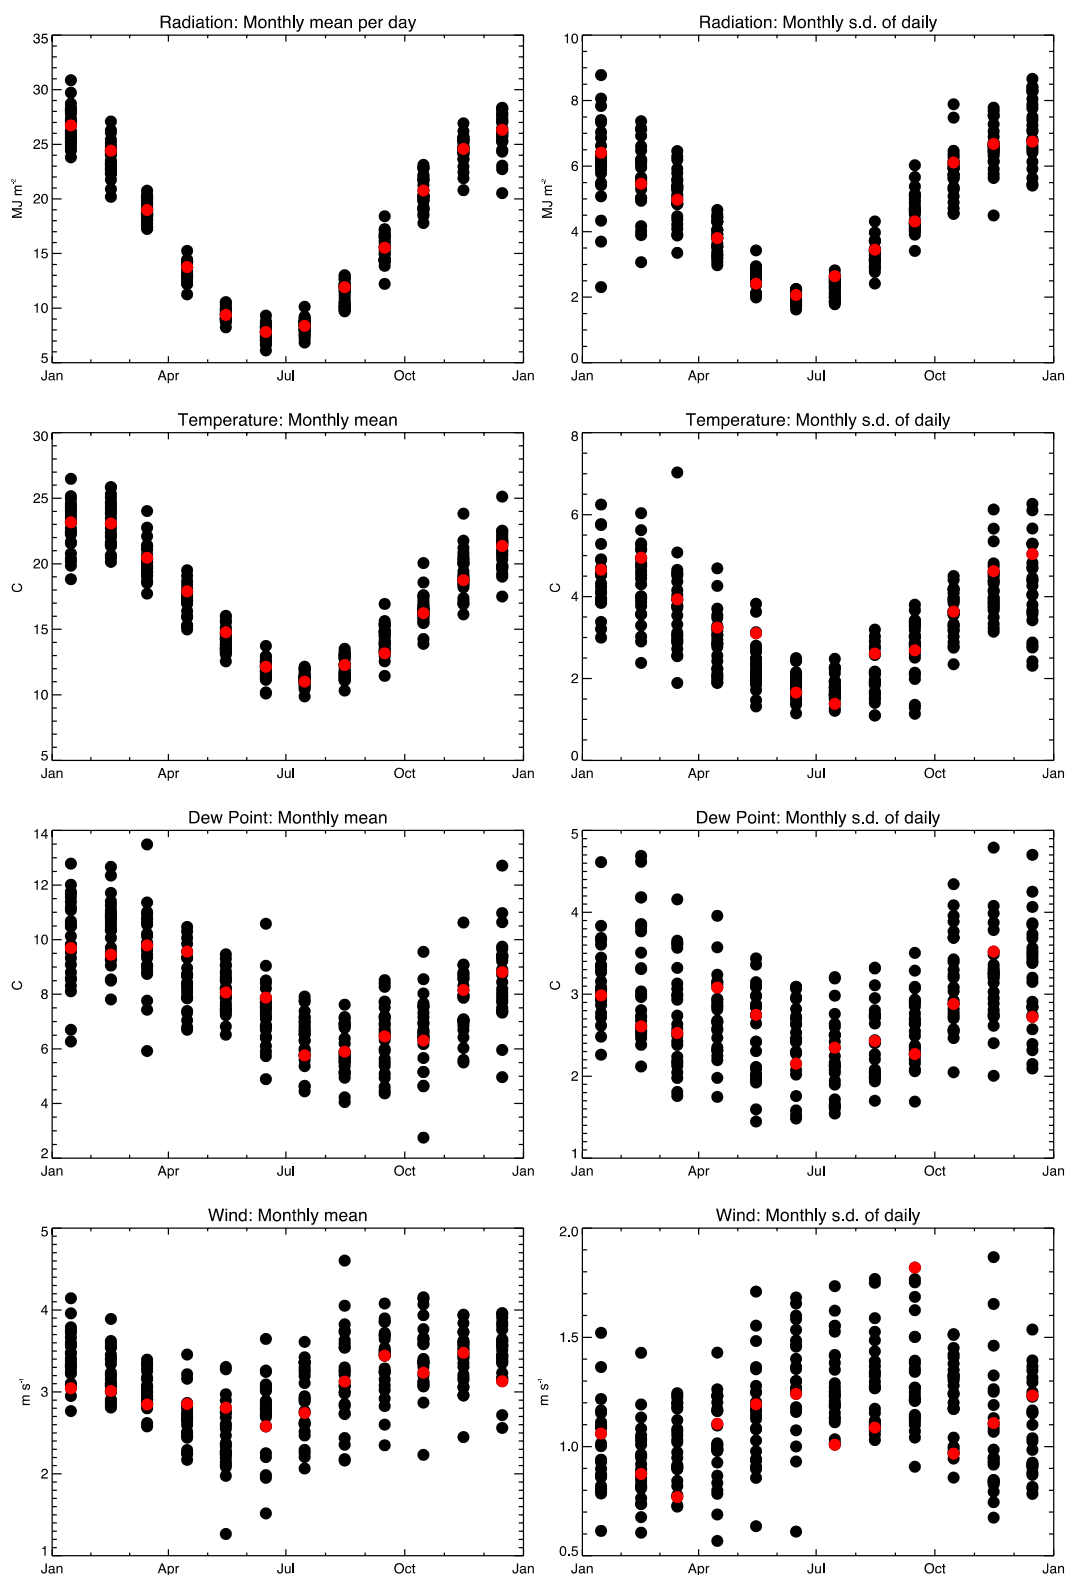 Radiation: Monthly mean per day
35
30
25
20
15
10
5
MJ m-2
Jan Apr Jul Oct Jan
Radiation: Monthly s.d. of daily
10
8
6
4
2
0
MJ m-2
Jan Apr Jul Oct Jan
Temperature: Monthly mean
30
25
20
15
10
5
C
Jan Apr Jul Oct Jan
Temperature: Monthly s.d. of daily
8
6
4
2
0
C
Jan Apr Jul Oct Jan
Dew Point: Monthly mean
14
12
10
8
6
4
2
C
Jan Apr Jul Oct Jan
Dew Point: Monthly s.d. of daily
5
4
3
2
1
C
Jan Apr Jul Oct Jan
Wind: Monthly mean
5
4
3
2
1
m s-1
Jan Apr Jul Oct Jan
Wind: Monthly s.d. of daily
2.0
1.5
1.0
0.5
m s-1
Jan Apr Jul Oct Jan